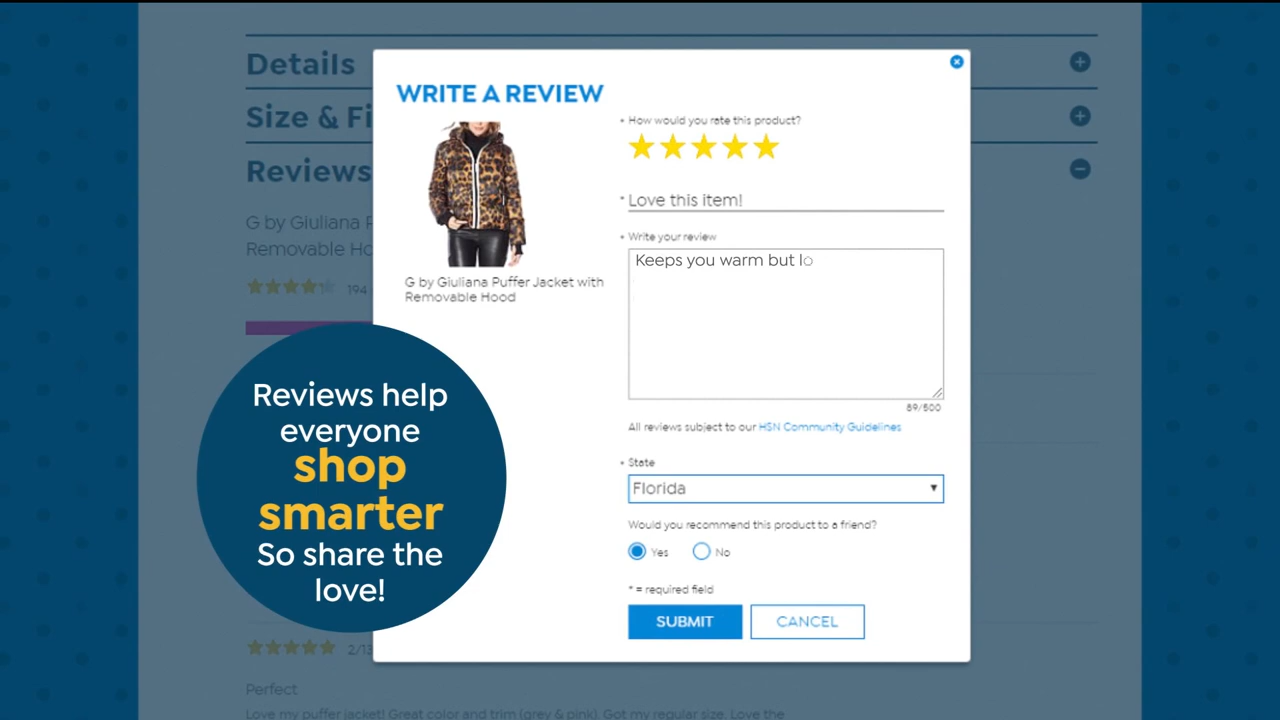 Details
Size & Fi
Reviews
G by Giuliana
Removable
194
WRITE A REVIEW
G by Giuliana Puffer Jacket with
Removable Hood
* How would you rate this product?
* Love this item!
* Write your review
Keeps you warm but lo
89/500
All reviews subject to our HSN Community Guidelines
* State
Florida
Would you recommend this product to a friend?
Yes No
* = required field
SUBMIT CANCEL
Reviews help
everyone
shop
smarter
So share the
love!
Perfect
Love my puffer jacket! Great color and trim (grey & pink). Got my regular size. Love the